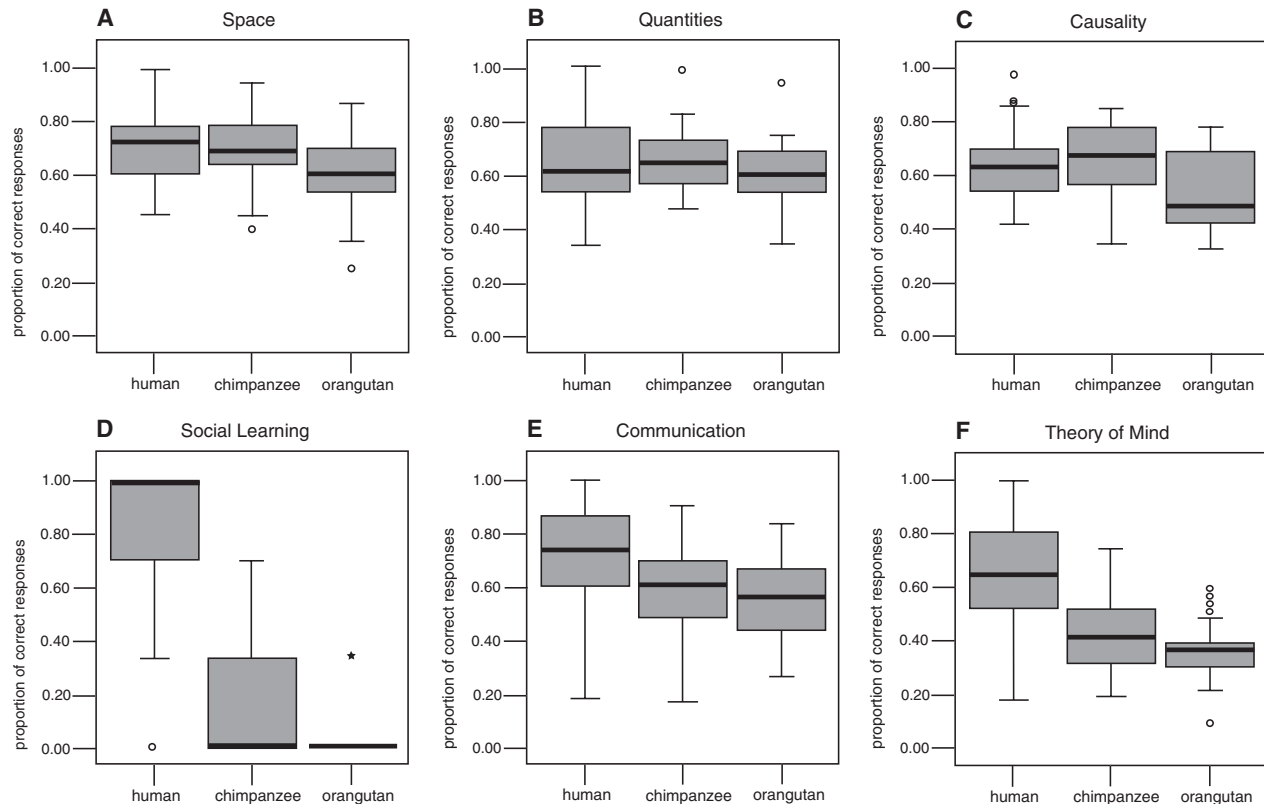 A Space
proportion of correct responses
1.00
0.80
0.60
0.40
0.20
0.00
human chimpanzee orangutan
B Quantities
proportion of correct responses
1.00
0.80
0.60
0.40
0.20
0.00
human chimpanzee orangutan
C Causality
proportion of correct responses
1.00
0.80
0.60
0.40
0.20
0.00
human chimpanzee orangutan
D Social Learning
proportion of correct responses
1.00
0.80
0.60
0.40
0.20
0.00
human chimpanzee orangutan
E Communication
proportion of correct responses
1.00
0.80
0.60
0.40
0.20
0.00
human chimpanzee orangutan
F Theory of Mind
proportion of correct responses
1.00
0.80
0.60
0.40
0.20
0.00
human chimpanzee orangutan